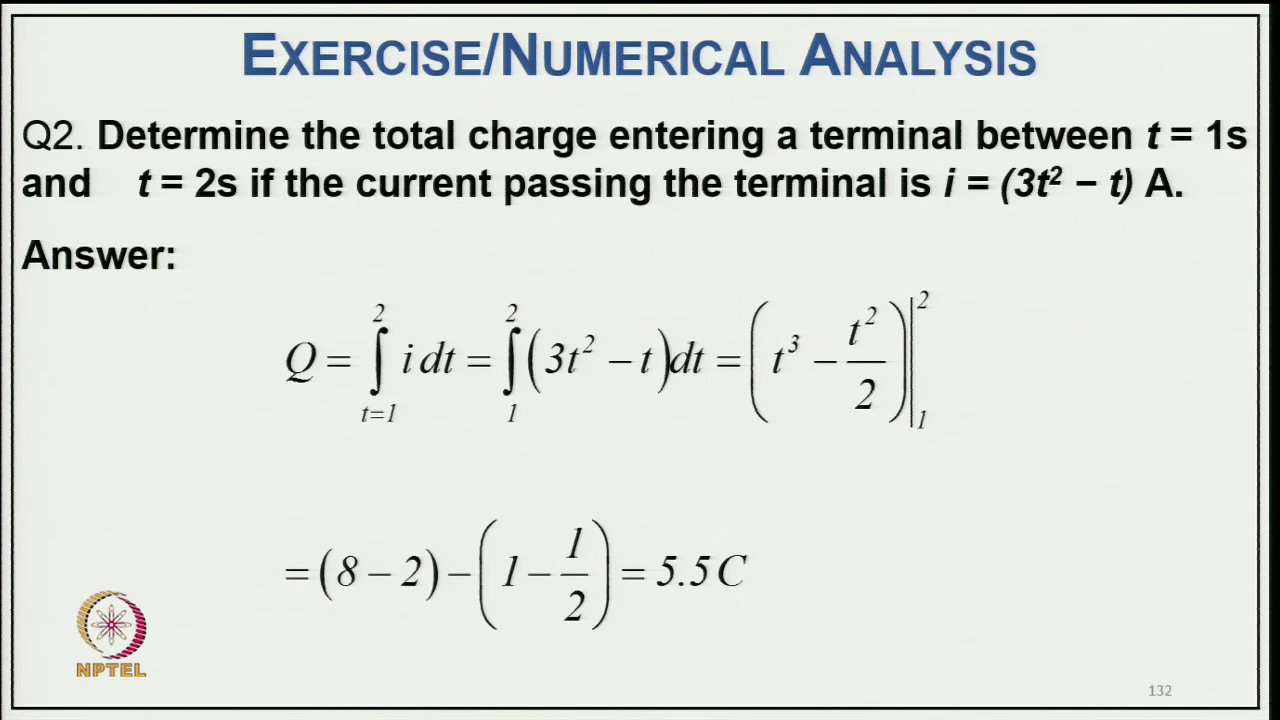 EXERCISE/NUMERICAL ANALYSIS
Q2. Determine the total charge entering a terminal between t = 1s
and t = 2s if the current passing the terminal is i = (3t² − t) A.
Answer:
Q = ∫_{t=1}^{2} i dt = ∫_{1}^{2} (3t² − t)dt = (t³ − t²/2)|_{1}^{2}
= (8 − 2) − (1 − 1/2) = 5.5 C
NPTEL
132